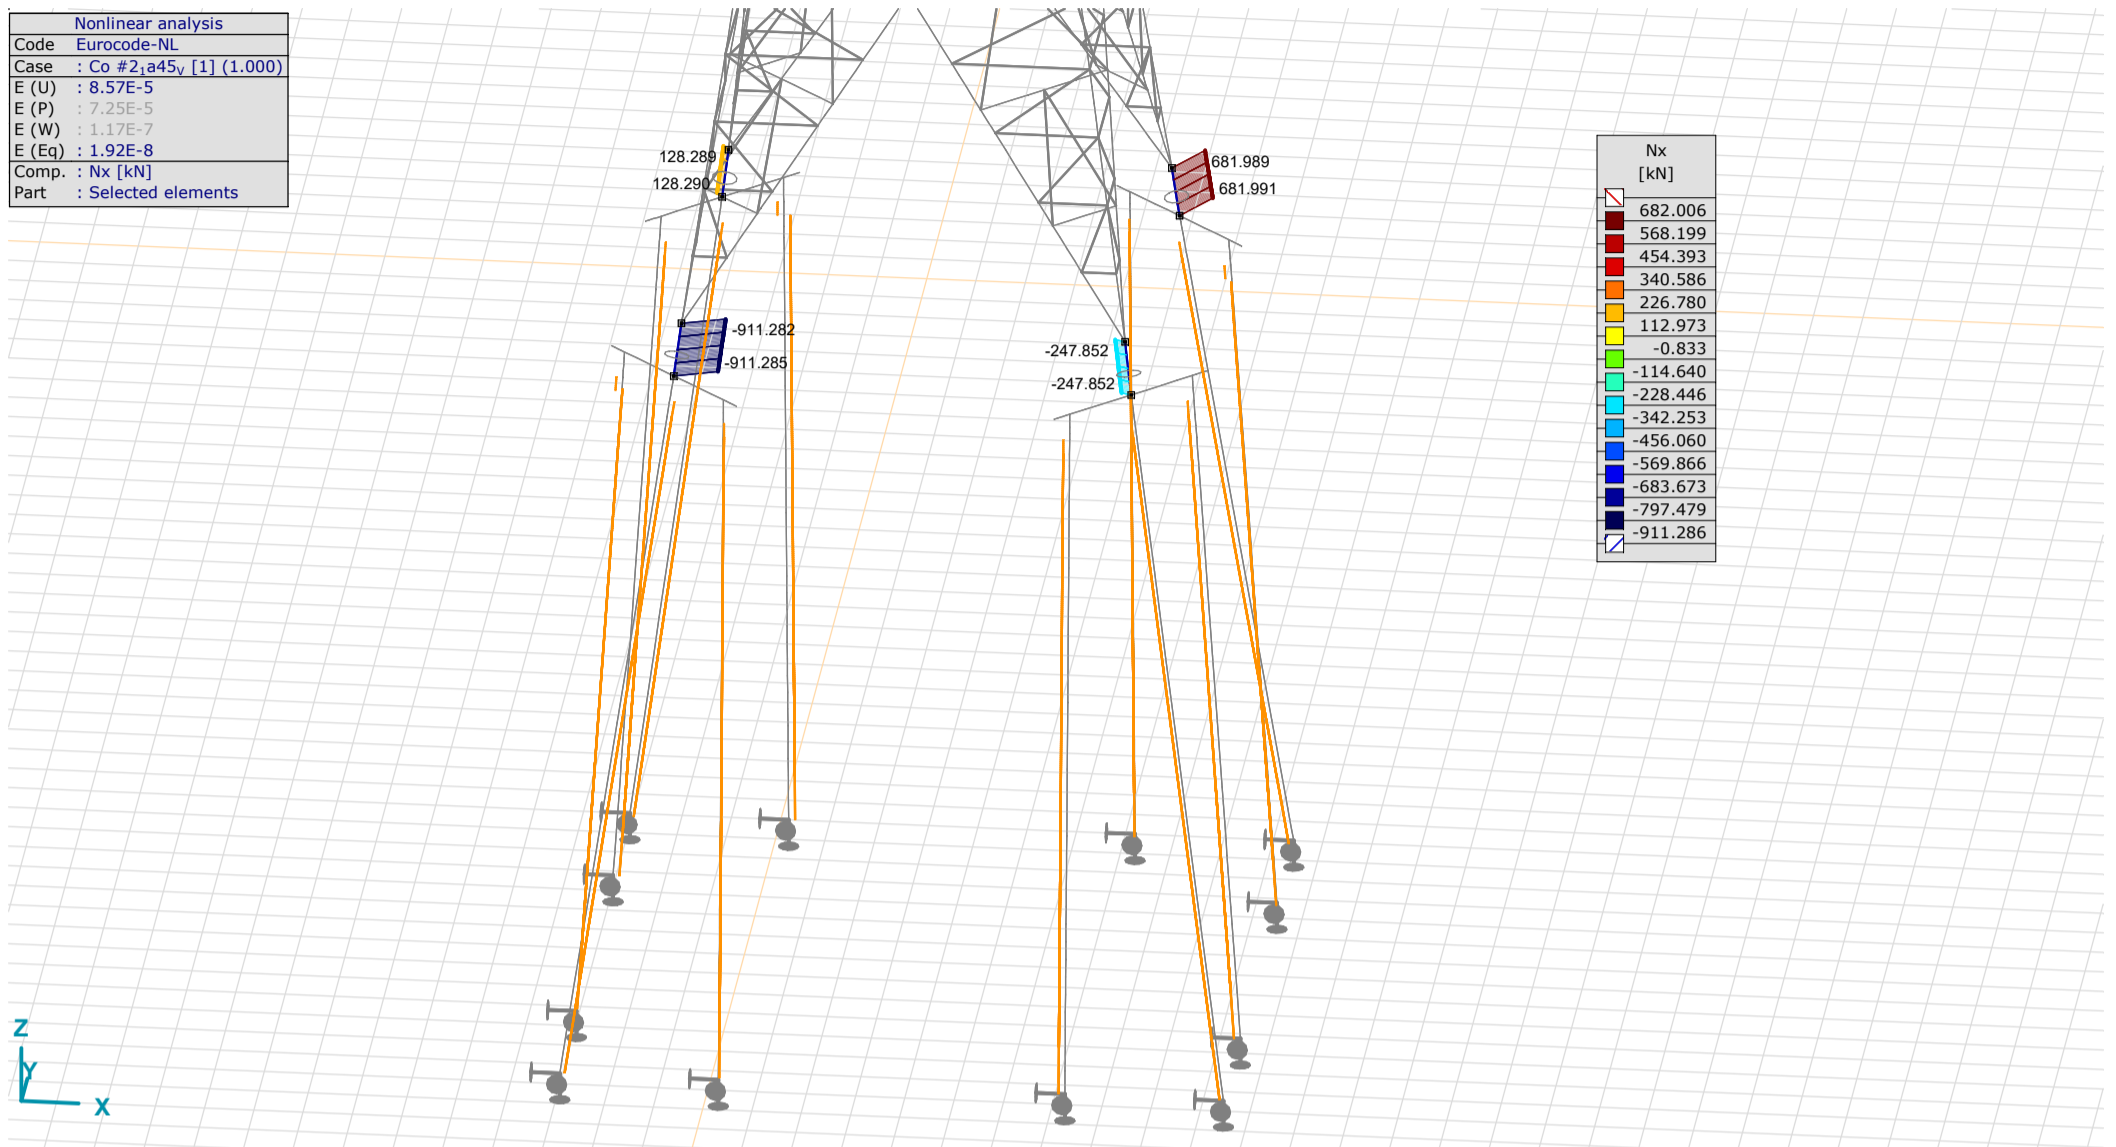 Nonlinear analysis
Code Eurocode-NL
Case : Co #2₁a45ᵥ [1] (1.000)
E (U) : 8.57E-5
E (P) : 7.25E-5
E (W) : 1.17E-7
E (Eq) : 1.92E-8
Comp. : Nx [kN]
Part : Selected elements
128.289
128.290
681.989
681.991
-911.282
-911.285
-247.852
-247.852
Nx
[kN]
682.006
568.199
454.393
340.586
226.780
112.973
-0.833
-114.640
-228.446
-342.253
-456.060
-569.866
-683.673
-797.479
-911.286
Z
Y
X